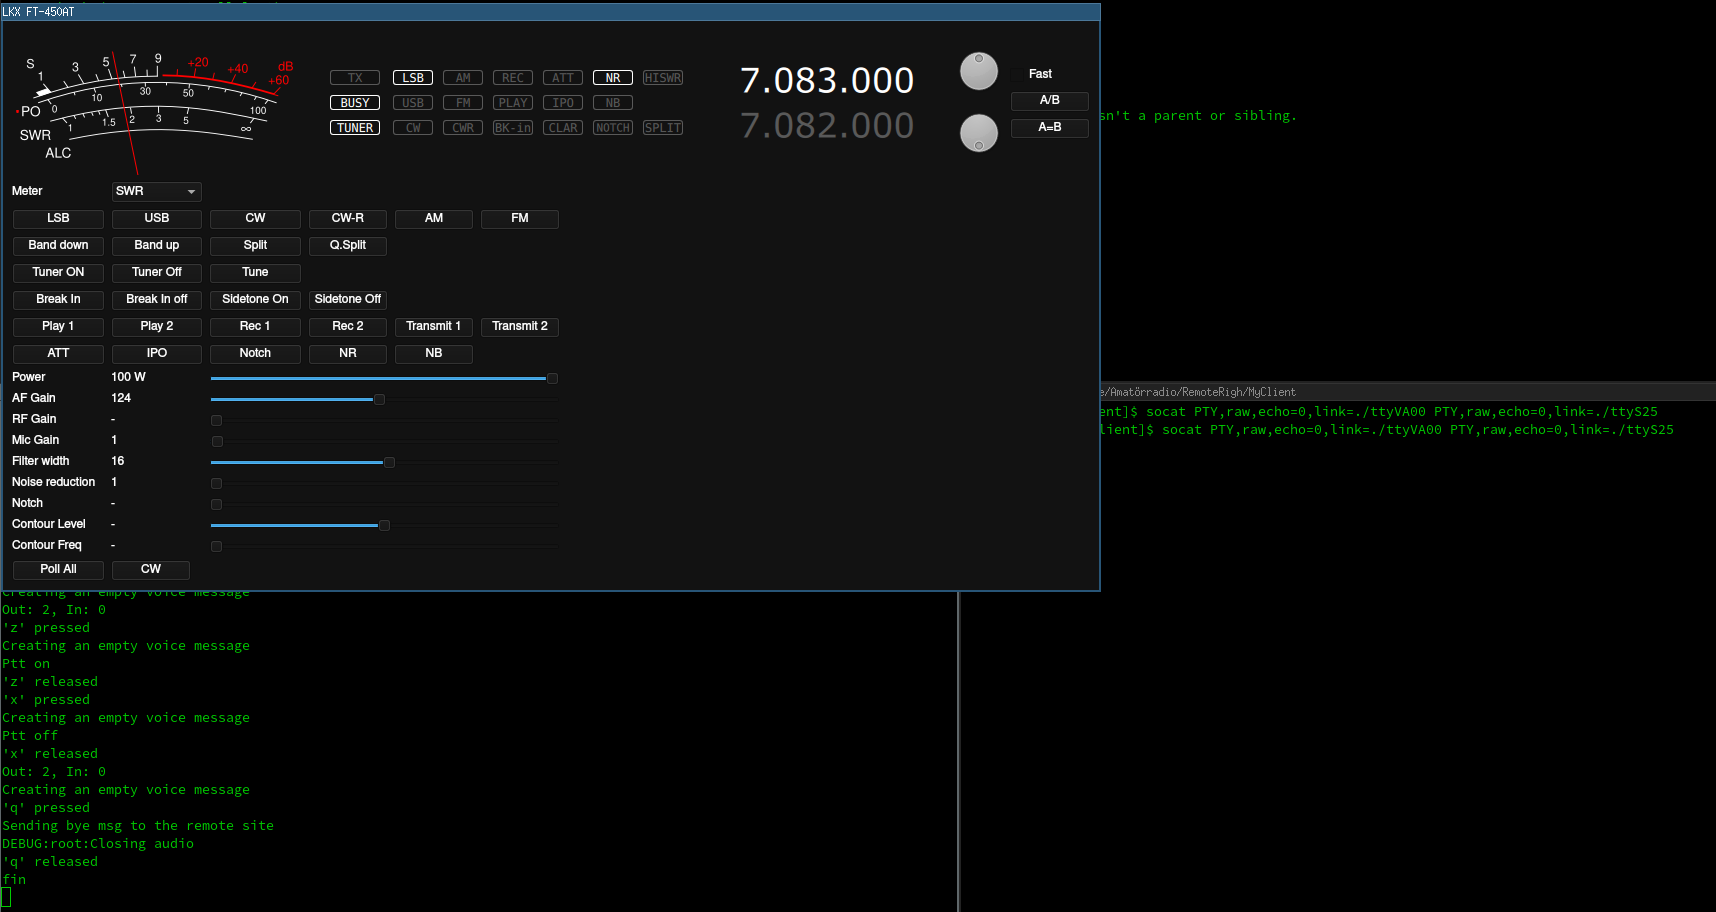 LKX FT-450AT
S 1 3 5 7 9 +20 +40 +60 dB
PO 0 10 30 50 100
SWR 1 1.5 2 3 5 ∞
ALC
TX LSB AM REC ATT NR HISWR
BUSY USB FM PLAY IPO NB
TUNER CW CWR BK-in CLAR NOTCH SPLIT
7.083.000
7.082.000
Fast
A/B
A=B
Meter SWR
LSB USB CW CW-R AM FM
Band down Band up Split Q.Split
Tuner ON Tuner Off Tune
Break In Break In off Sidetone On Sidetone Off
Play 1 Play 2 Rec 1 Rec 2 Transmit 1 Transmit 2
ATT IPO Notch NR NB
Power 100 W
AF Gain 124
RF Gain -
Mic Gain 1
Filter width 16
Noise reduction 1
Notch -
Contour Level -
Contour Freq -
Poll All CW
sn't a parent or sibling.
e/Amatörradio/RemoteRigh/MyClient
ent]$ socat PTY,raw,echo=0,link=./ttyVA00 PTY,raw,echo=0,link=./ttyS25
lient]$ socat PTY,raw,echo=0,link=./ttyVA00 PTY,raw,echo=0,link=./ttyS25
Creating an empty voice message
Out: 2, In: 0
'z' pressed
Creating an empty voice message
Ptt on
'z' released
'x' pressed
Creating an empty voice message
Ptt off
'x' released
Out: 2, In: 0
Creating an empty voice message
'q' pressed
Sending bye msg to the remote site
DEBUG:root:Closing audio
'q' released
fin